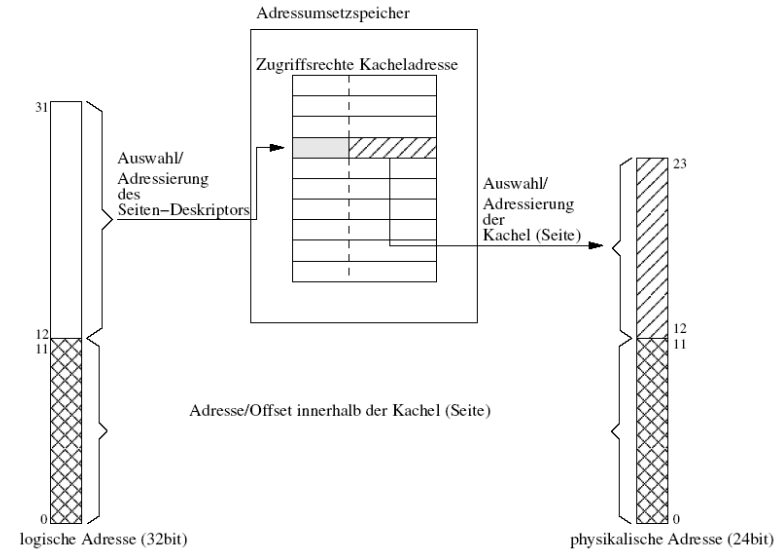 Adressumsetzspeicher
Zugriffsrechte Kacheladresse
31
Auswahl/
Adressierung
des
Seiten−Deskriptors
Auswahl/
Adressierung
der
Kachel (Seite)
23
12
11
12
11
Adresse/Offset innerhalb der Kachel (Seite)
0
0
logische Adresse (32bit)
physikalische Adresse (24bit)